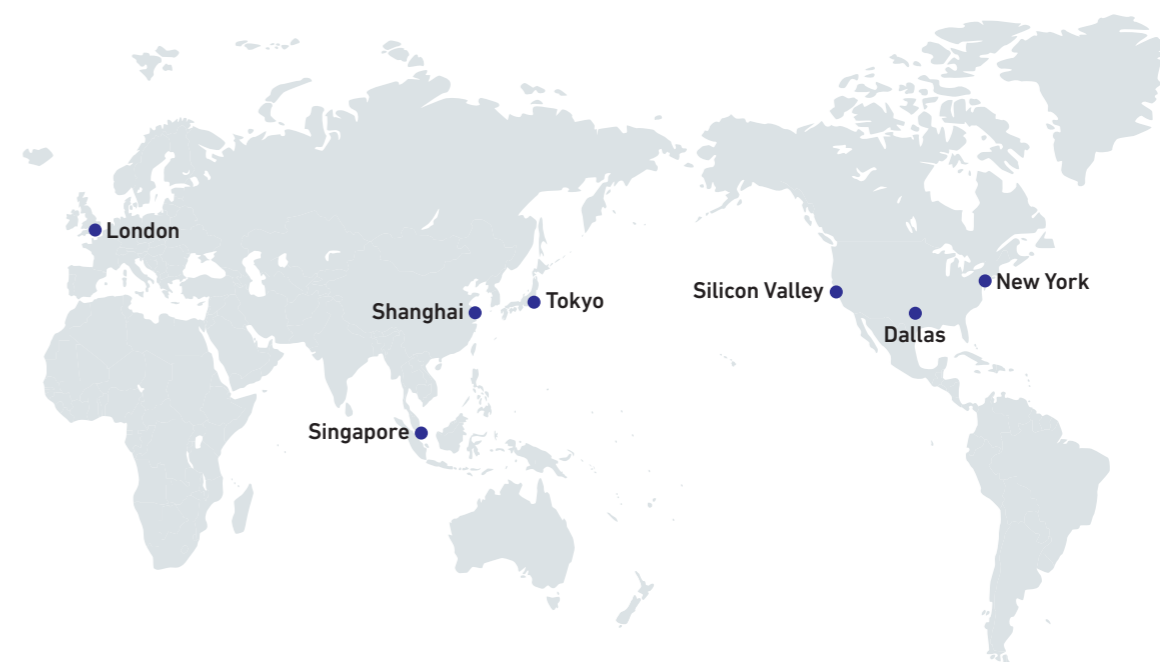 London
New York
Silicon Valley
Tokyo
Shanghai
Dallas
Singapore